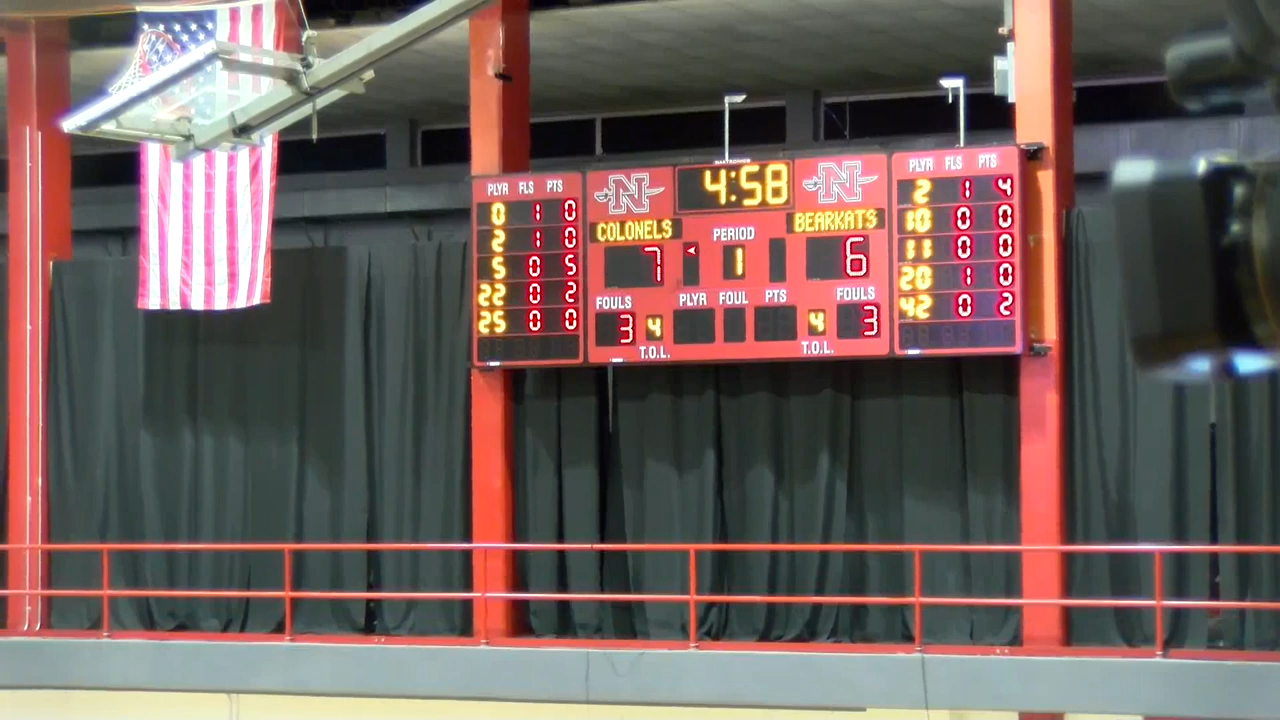 PLYR FLS PTS
0 1 0
2 1 0
5 0 5
22 0 2
25 0 0
N 4:58 N
COLONELS BEARKATS
PERIOD
7 1 6
FOULS PLYR FOUL PTS FOULS
3 4 4 3
T.O.L. T.O.L.
PLYR FLS PTS
2 1 4
10 0 0
11 0 0
20 1 0
42 0 2